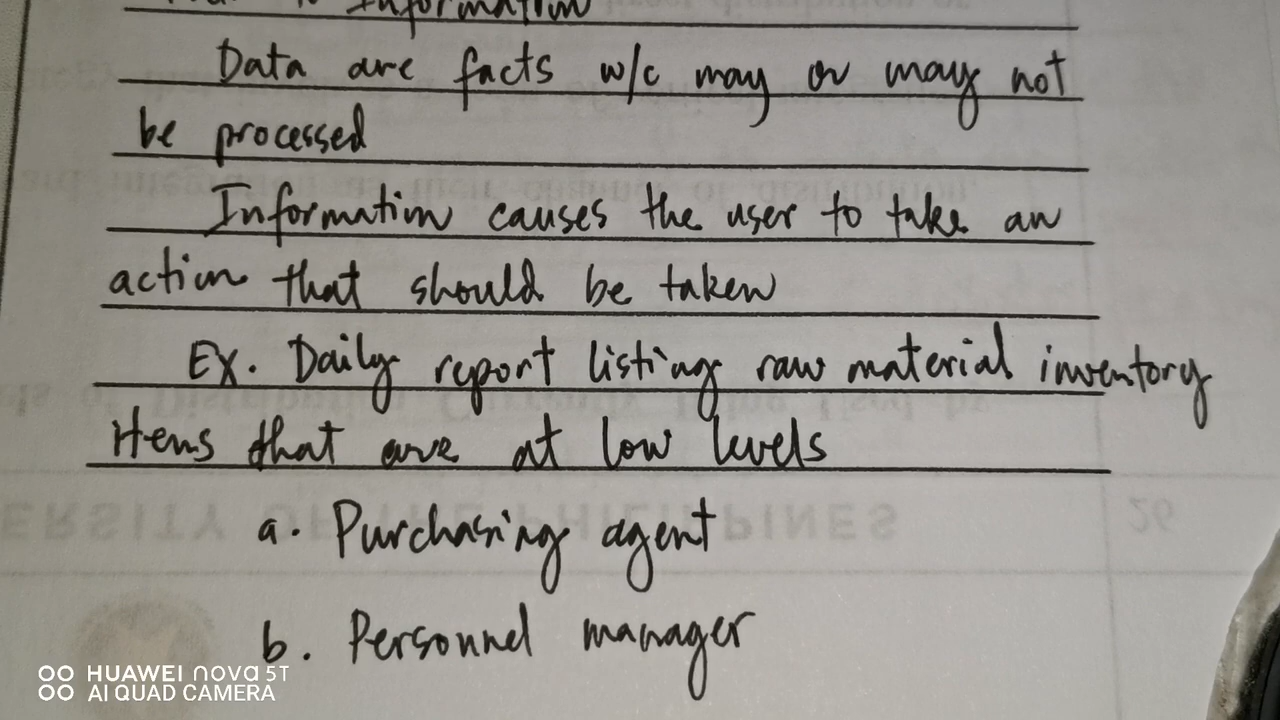 Information
Data are facts w/c may or may not
be processed
Information causes the user to take an
action that should be taken
Ex. Daily report listing raw material inventory
items that are at low levels
a. Purchasing agent
b. Personnel manager
HUAWEI nova 5T
AI QUAD CAMERA